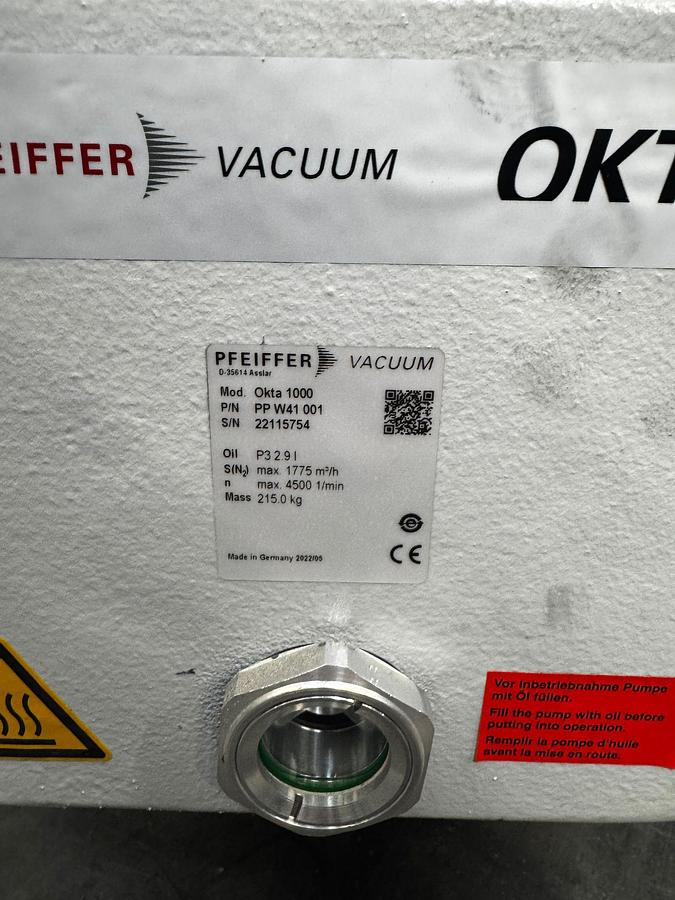 EIFFER VACUUM OKT
PFEIFFER VACUUM
D-35614 Asslar
Mod. Okta 1000
P/N PP W41 001
S/N 22115754
Oil P3 2.9 l
S(N₂) max. 1775 m³/h
n max. 4500 1/min
Mass 215.0 kg
CE
Made in Germany 2022/05
Vor Inbetriebnahme Pumpe
mit Öl füllen.
Fill the pump with oil before
putting into operation.
Remplir la pompe d'huile
avant la mise en route.